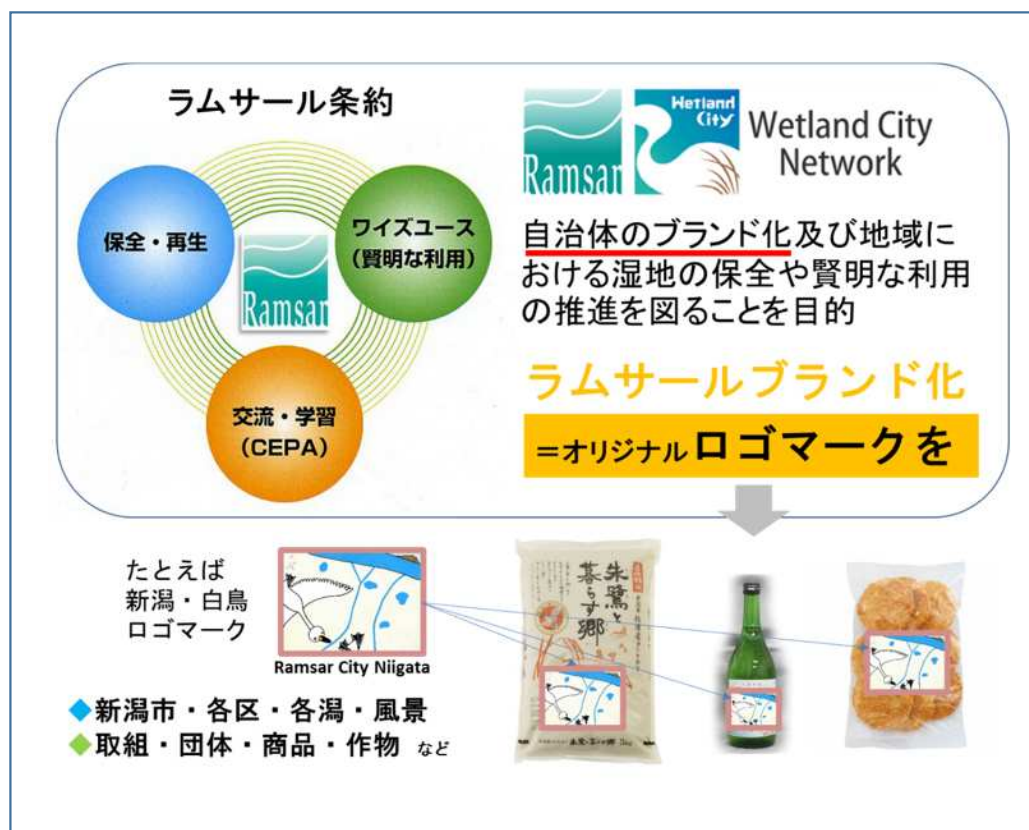 ラムサール条約
保全・再生
ワイズユース
(賢明な利用)
Ramsar
交流・学習
(CEPA)
Ramsar
Wetland
City
Wetland City
Network
自治体のブランド化及び地域に
おける湿地の保全や賢明な利用
の推進を図ることを目的
ラムサールブランド化
=オリジナルロゴマークを
たとえば
新潟・白鳥
ロゴマーク
Ramsar City Niigata
◆新潟市・各区・各潟・風景
◆取組・団体・商品・作物 など
朱鷺と
暮らす郷